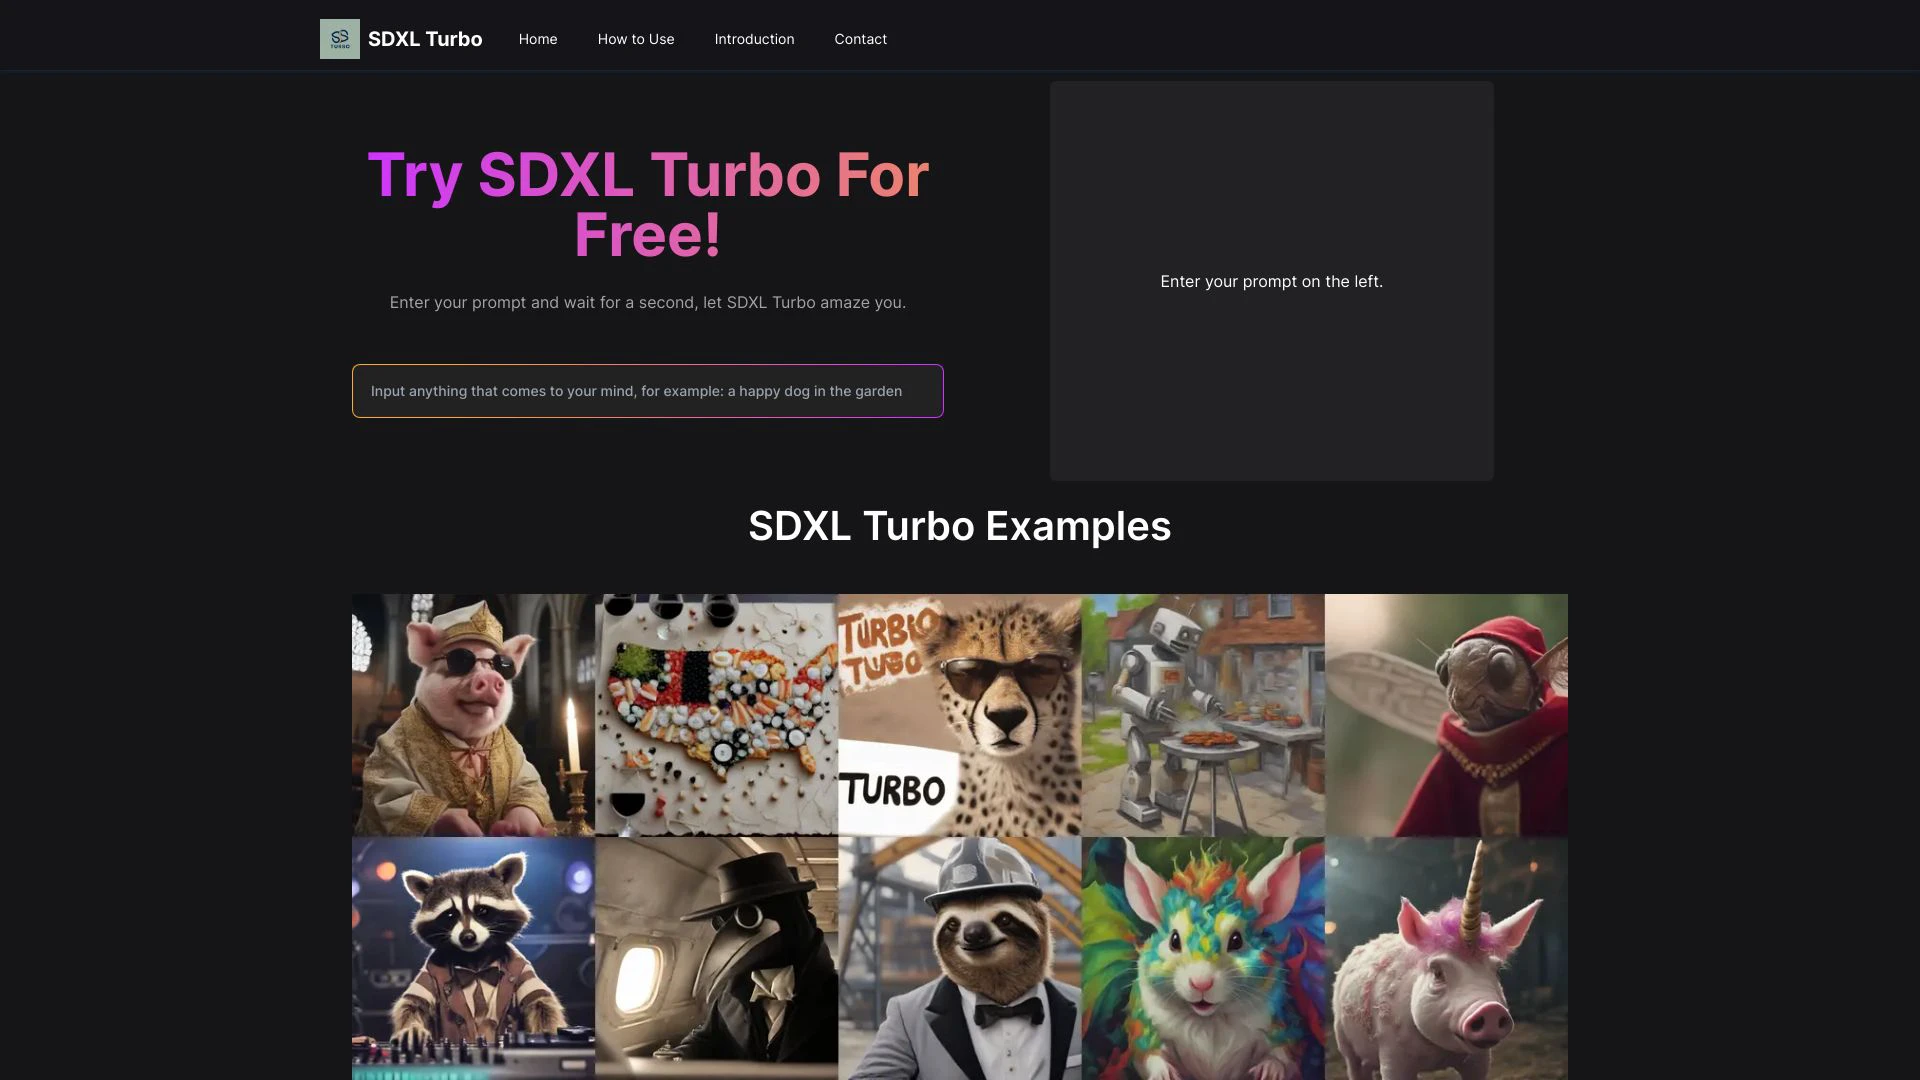 TURBO
SDXL Turbo
Home
How to Use
Introduction
Contact
Try SDXL Turbo For
Free!
Enter your prompt and wait for a second, let SDXL Turbo amaze you.
Input anything that comes to your mind, for example: a happy dog in the garden
Enter your prompt on the left.
SDXL Turbo Examples
TURBO
TUBO
TURBO